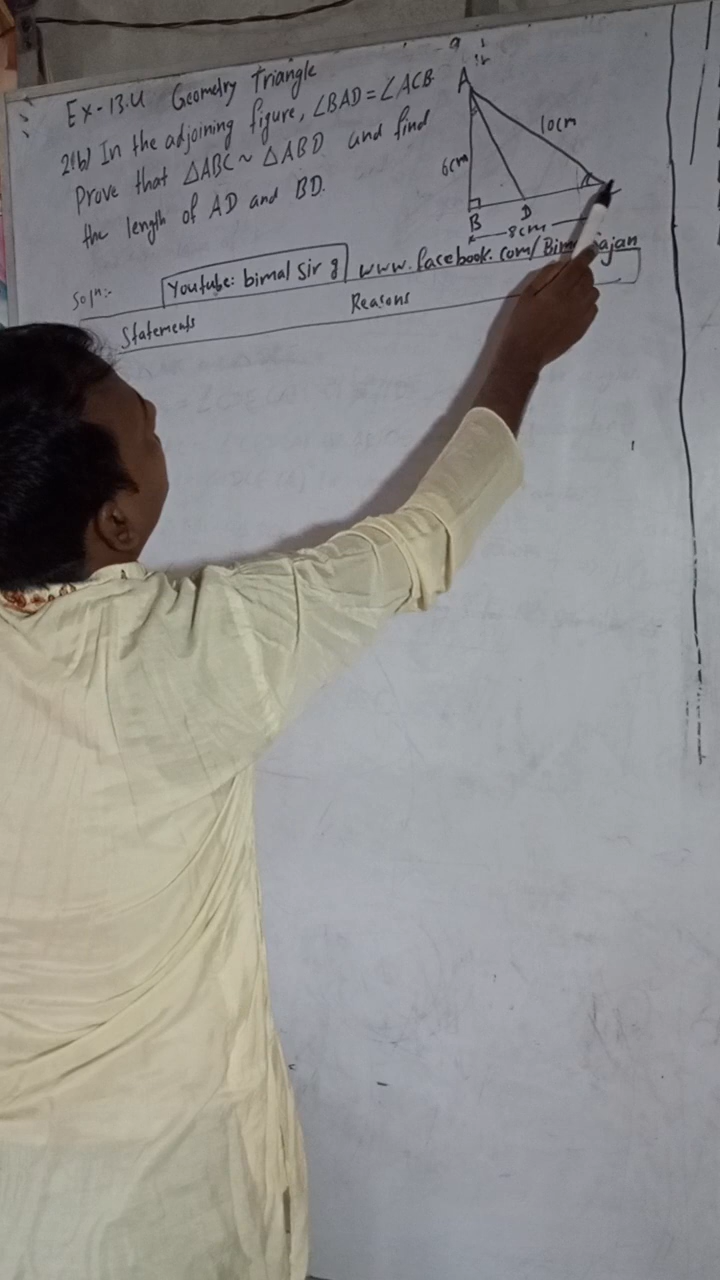 Ex-13.4 Geometry Triangle
2(b) In the adjoining figure, ∠BAD = ∠ACB
Prove that △ABC ~ △ABD and find
the length of AD and BD.
A
10cm
6cm
B
D
8cm
Soln:-
Youtube: bimal sir g
www.facebook.com/
Statements
Reasons